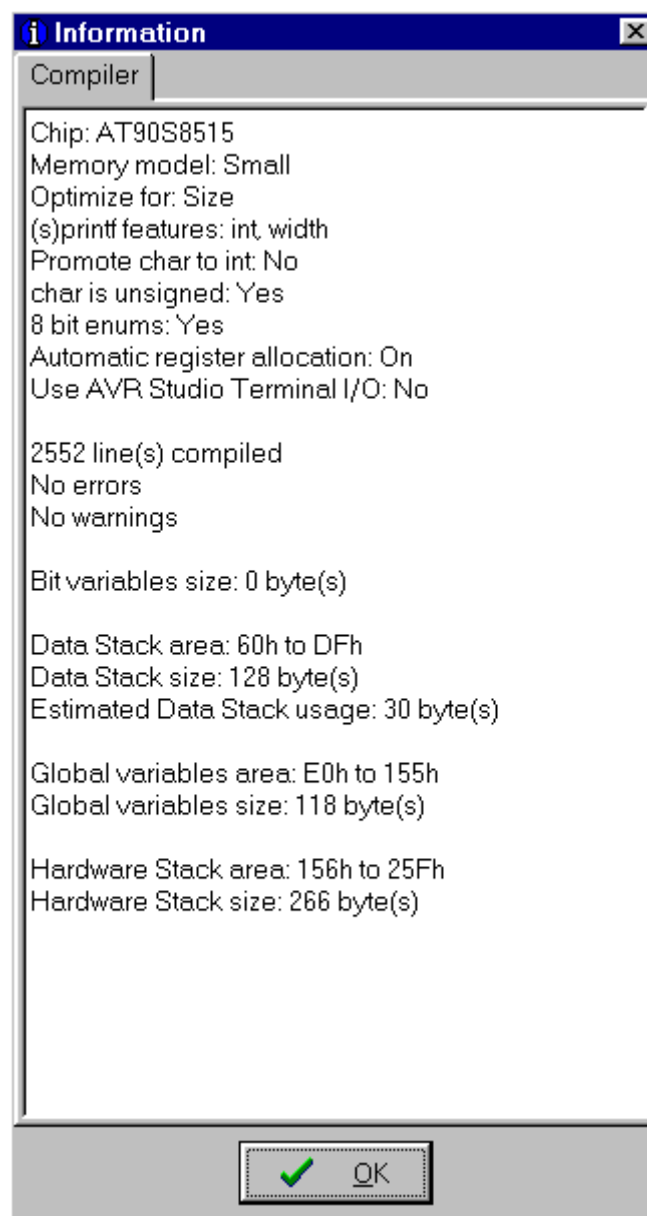 Information
Compiler
Chip: AT90S8515
Memory model: Small
Optimize for: Size
(s)printf features: int, width
Promote char to int: No
char is unsigned: Yes
8 bit enums: Yes
Automatic register allocation: On
Use AVR Studio Terminal I/O: No
2552 line(s) compiled
No errors
No warnings
Bit variables size: 0 byte(s)
Data Stack area: 60h to DFh
Data Stack size: 128 byte(s)
Estimated Data Stack usage: 30 byte(s)
Global variables area: E0h to 155h
Global variables size: 118 byte(s)
Hardware Stack area: 156h to 25Fh
Hardware Stack size: 266 byte(s)
OK